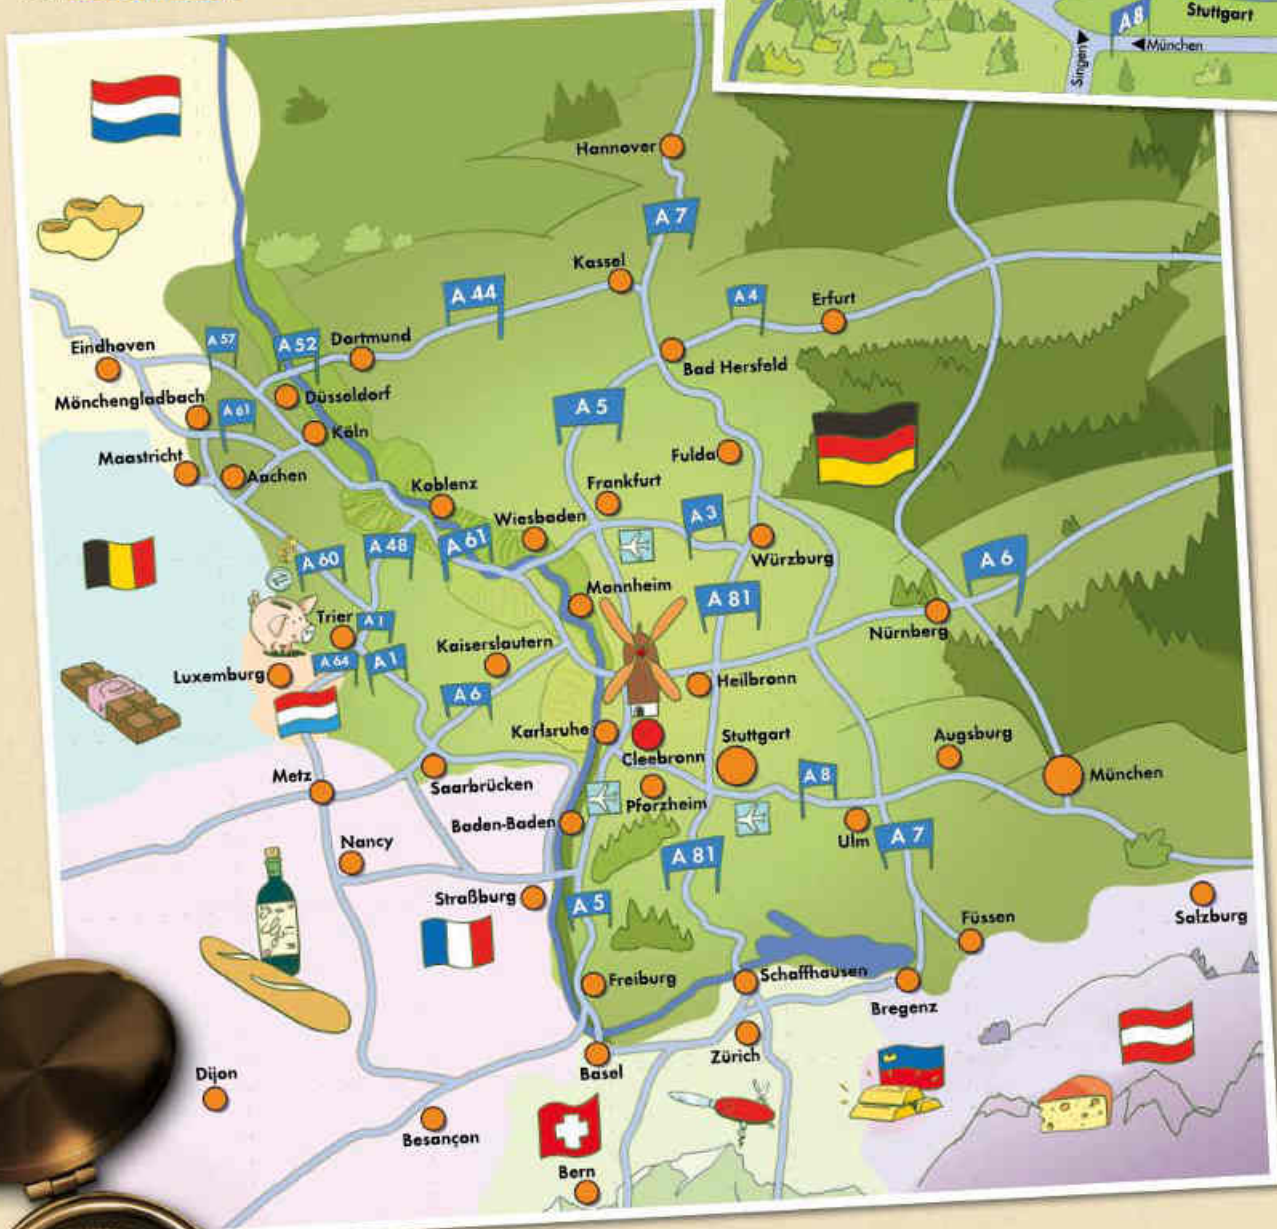 A 8
Stuttgart
München
Singen
Hannover
A 7
Kassel
A 44
A 4
Erfurt
A 57
A 52
Dortmund
Eindhoven
Bad Hersfeld
Mönchengladbach
A 61
Düsseldorf
A 5
Köln
Maastricht
Aachen
Fulda
Koblenz
Frankfurt
Wiesbaden
A 3
A 48
A 61
A 60
Würzburg
A 6
Mannheim
A 81
Trier
A 1
Nürnberg
Kaiserslautern
A 64
A 1
Luxemburg
Heilbronn
A 6
Karlsruhe
Stuttgart
Augsburg
Cleebronn
Metz
Saarbrücken
A 8
München
Pforzheim
Baden-Baden
Nancy
Ulm
A 7
A 81
Straßburg
A 5
Füssen
Salzburg
Freiburg
Schaffhausen
Bregenz
Zürich
Basel
Dijon
Besançon
Bern